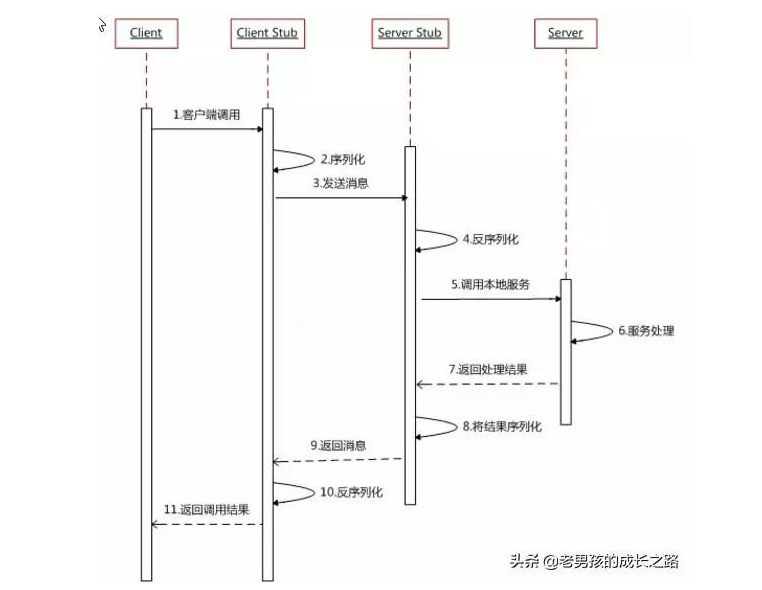 Client
Client Stub
Server Stub
Server
1.客户端调用
2.序列化
3.发送消息
4.反序列化
5.调用本地服务
6.服务处理
7.返回处理结果
8.将结果序列化
9.返回消息
10.反序列化
11.返回调用结果
头条 @老男孩的成长之路